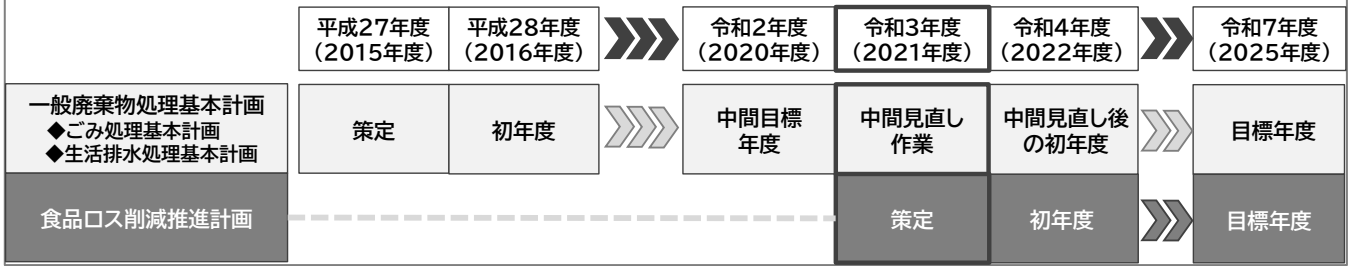 平成27年度
（2015年度）
平成28年度
（2016年度）
令和2年度
（2020年度）
令和3年度
（2021年度）
令和4年度
（2022年度）
令和7年度
（2025年度）
一般廃棄物処理基本計画
◆ごみ処理基本計画
◆生活排水処理基本計画
策定
初年度
中間目標
年度
中間見直し
作業
中間見直し後
の初年度
目標年度
食品ロス削減推進計画
策定
初年度
目標年度